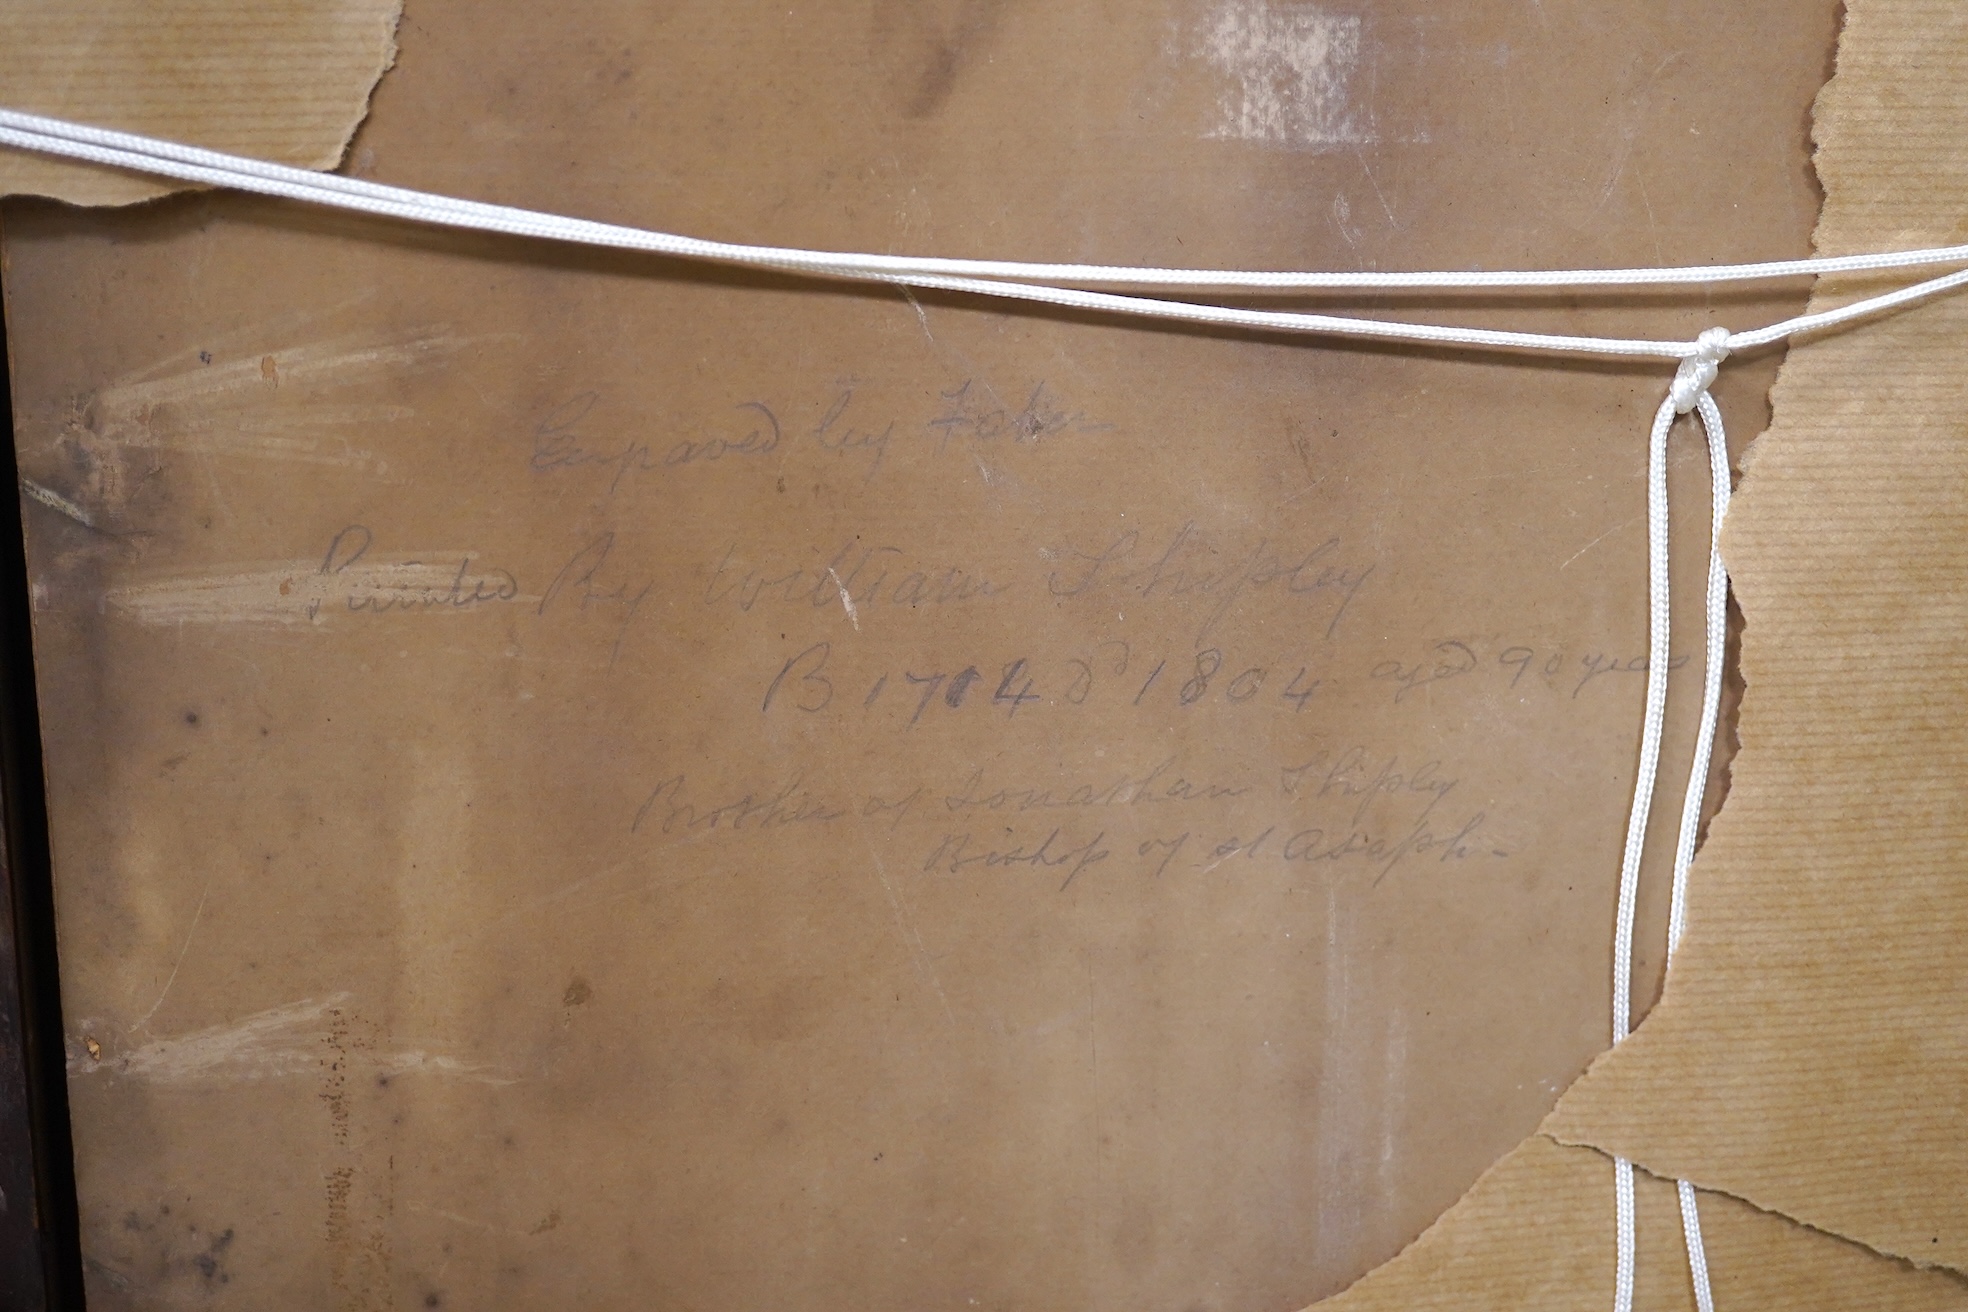 Engraved by Faber
Painted By William Shipley
B 1714 Dd 1804 aged 90 years
Brother of Jonathan Shipley
Bishop of St Asaph -